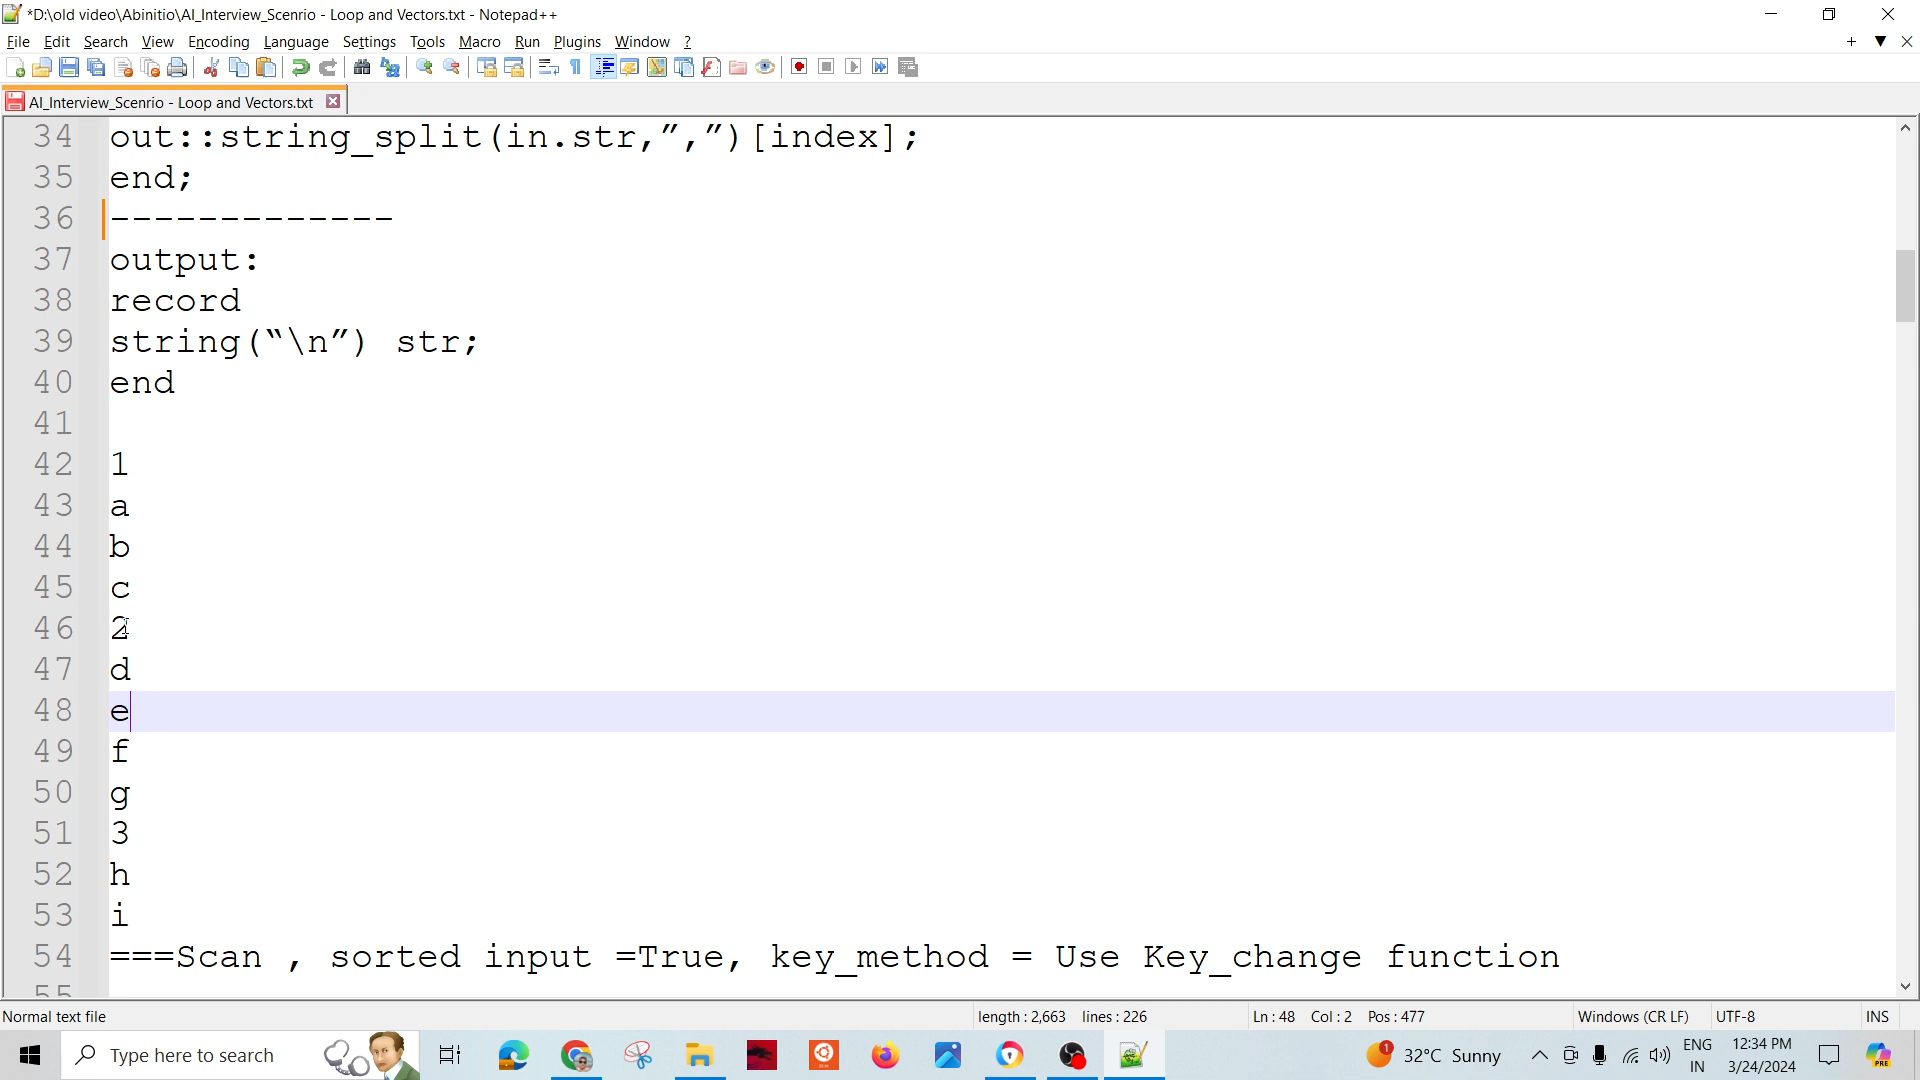 *D:\old video\Abinitio\AI_Interview_Scenrio - Loop and Vectors.txt - Notepad++
File Edit Search View Encoding Language Settings Tools Macro Run Plugins Window ?
AI_Interview_Scenrio - Loop and Vectors.txt
34 out::string_split(in.str,”,”)[index];
35 end;
36 -------------
37 output:
38 record
39 string(“\n”) str;
40 end
41
42 1
43 a
44 b
45 c
46 2
47 d
48 e
49 f
50 g
51 3
52 h
53 i
54 ===Scan , sorted input =True, key_method = Use Key_change function
55
Normal text file length : 2,663 lines : 226 Ln : 48 Col : 2 Pos : 477 Windows (CR LF) UTF-8 INS
Type here to search 1 32°C Sunny ENG IN 12:34 PM 3/24/2024 PRE